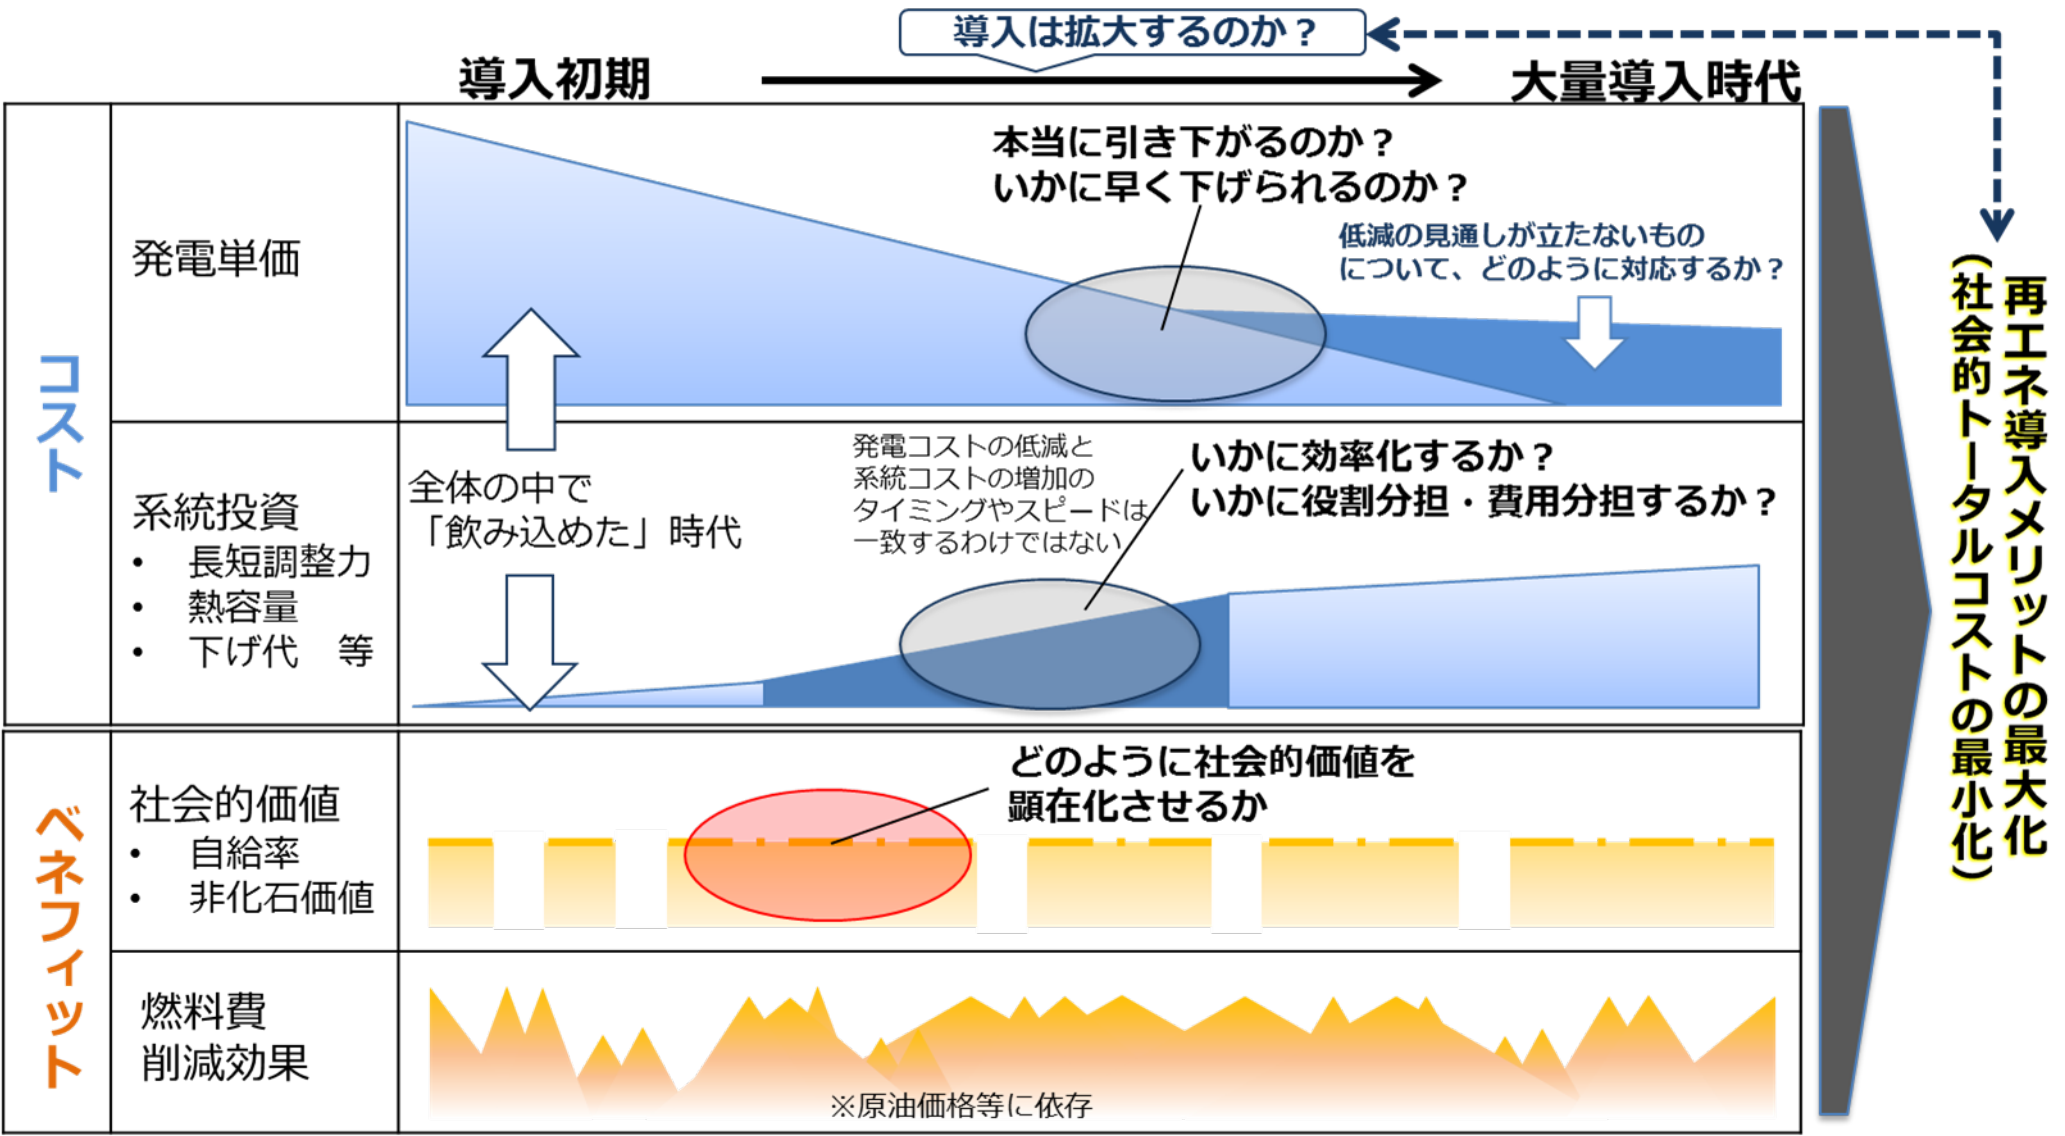 導入は拡大するのか？
導入初期
大量導入時代
コスト
発電単価
本当に引き下がるのか？
いかに早く下げられるのか？
低減の見通しが立たないもの
について、どのように対応するか？
系統投資
• 長短調整力
• 熱容量
• 下げ代　等
全体の中で
「飲み込めた」時代
発電コストの低減と
系統コストの増加の
タイミングやスピードは
一致するわけではない
いかに効率化するか？
いかに役割分担・費用分担するか？
ベネフィット
社会的価値
• 自給率
• 非化石価値
どのように社会的価値を
顕在化させるか
燃料費
削減効果
※原油価格等に依存
再エネ導入メリットの最大化
（社会的トータルコストの最小化）